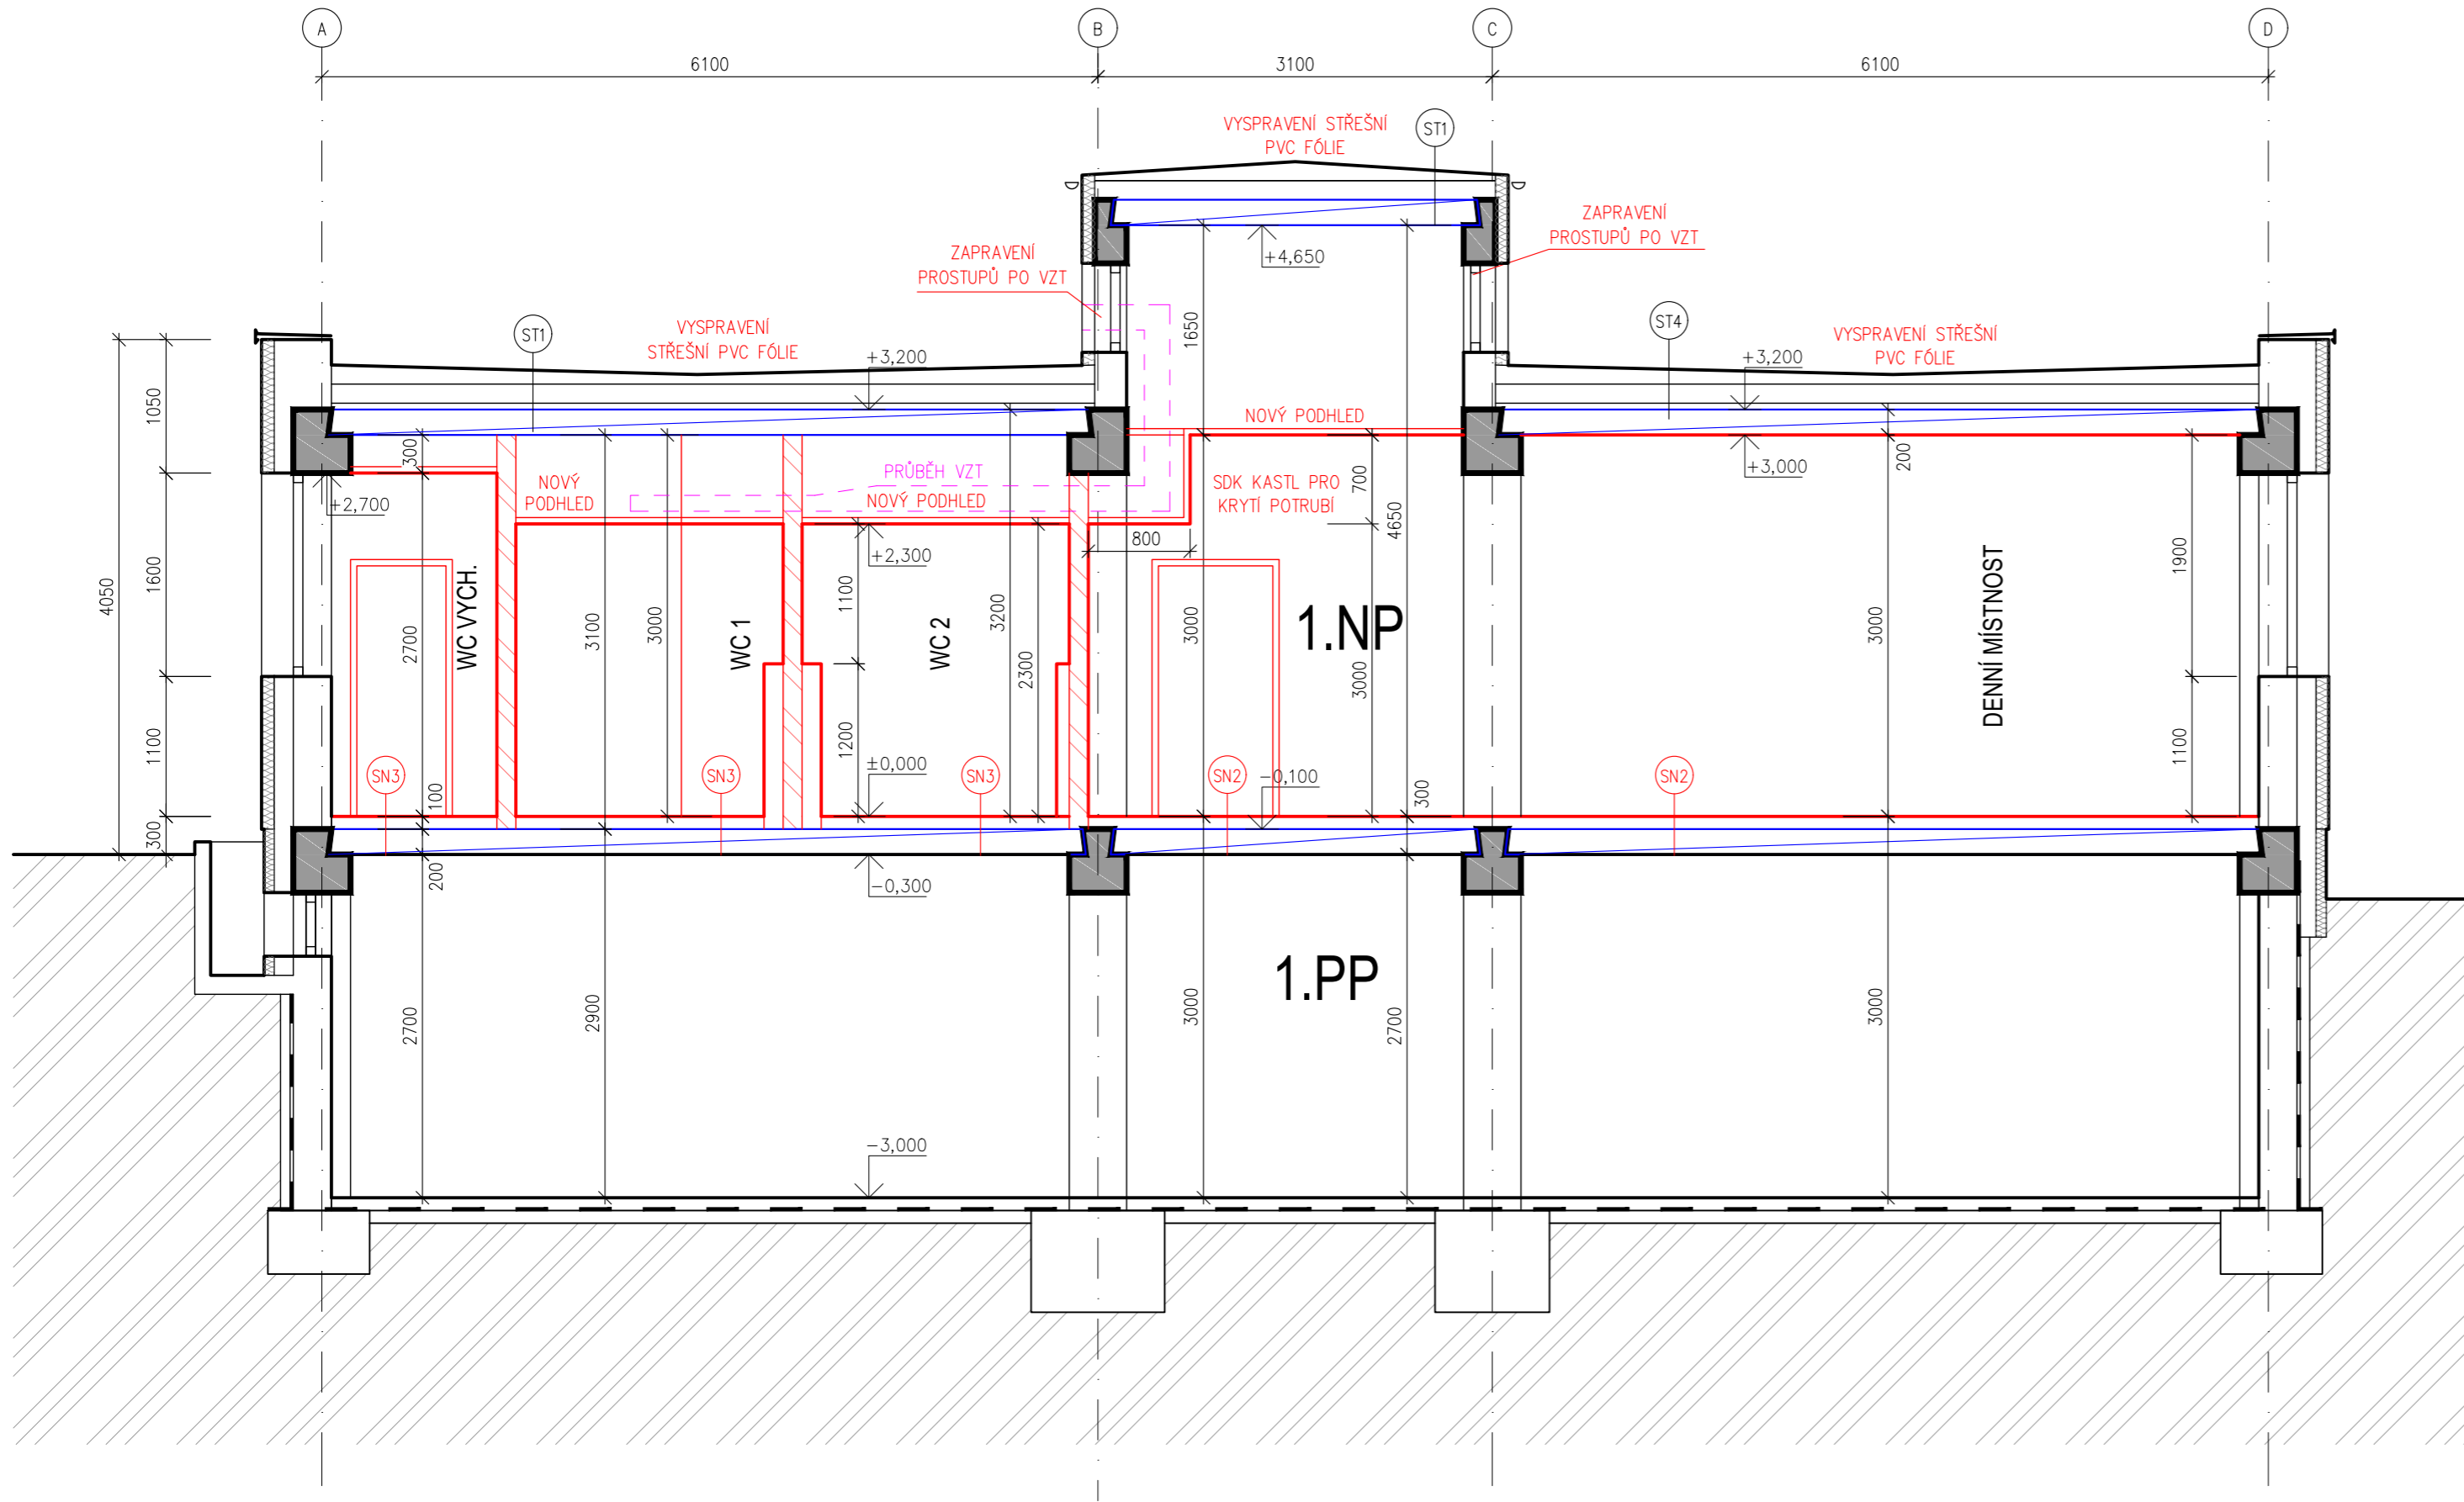 A
B
C
D
6100
3100
6100
VYSPRAVENÍ STŘEŠNÍ
PVC FÓLIE
ST1
ZAPRAVENÍ
PROSTUPŮ PO VZT
ZAPRAVENÍ
PROSTUPŮ PO VZT
+4,650
ST1
VYSPRAVENÍ
STŘEŠNÍ PVC FÓLIE
+3,200
1650
ST4
+3,200
VYSPRAVENÍ STŘEŠNÍ
PVC FÓLIE
1050
300
NOVÝ PODHLED
+3,000
200
+2,700
NOVÝ
PODHLED
PRŮBĚH VZT
NOVÝ PODHLED
SDK KASTL PRO
KRYTÍ POTRUBÍ
700
4650
+2,300
800
4050
1600
2700
WC VYCH.
3100
3000
WC 1
1100
WC 2
3200
2300
3000
1.NP
3000
3000
DENNÍ MÍSTNOST
1900
1100
300
SN3
100
SN3
1200
±0,000
SN3
SN2
-0,100
300
SN2
1100
200
-0,300
2700
2900
3000
1.PP
2700
3000
-3,000